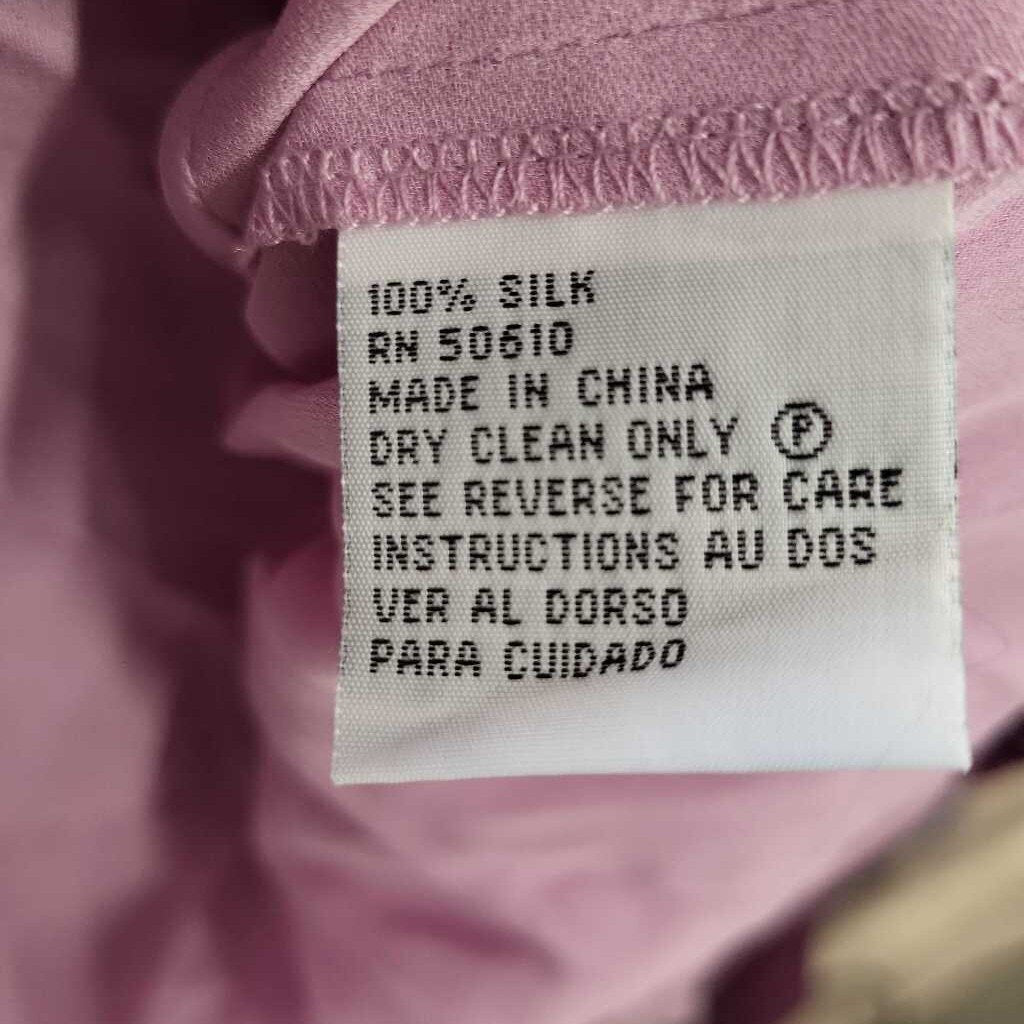 100% SILK
RN 50610
MADE IN CHINA
DRY CLEAN ONLY Ⓟ
SEE REVERSE FOR CARE
INSTRUCTIONS AU DOS
VER AL DORSO
PARA CUIDADO